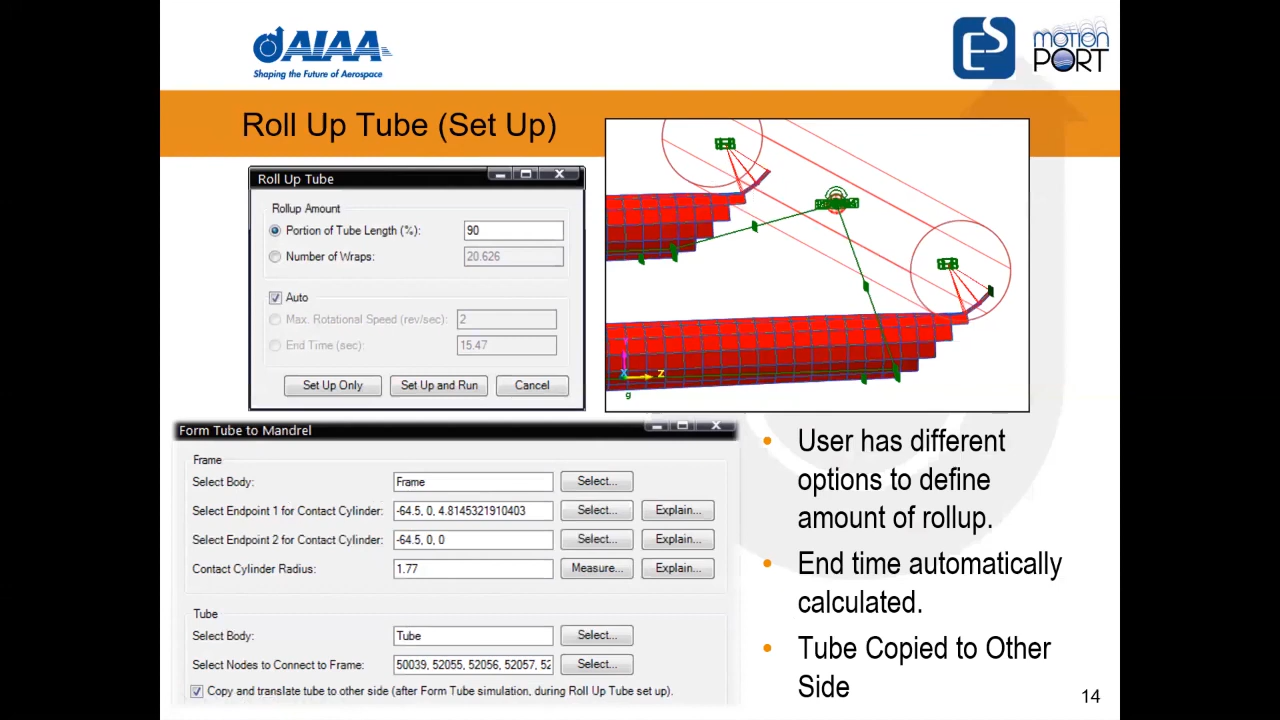 AIAA
Shaping the Future of Aerospace
ES
motion
PORT
Roll Up Tube (Set Up)
Roll Up Tube
Rollup Amount
Portion of Tube Length (%): 90
Number of Wraps: 20.626
Auto
Max. Rotational Speed (rev/sec): 2
End Time (sec): 15.47
Set Up Only Set Up and Run Cancel
X Z
g
Form Tube to Mandrel
Frame
Select Body: Frame Select...
Select Endpoint 1 for Contact Cylinder: -64.5, 0, 4.8145321910403 Select... Explain...
Select Endpoint 2 for Contact Cylinder: -64.5, 0, 0 Select... Explain...
Contact Cylinder Radius: 1.77 Measure... Explain...
Tube
Select Body: Tube Select...
Select Nodes to Connect to Frame: 50039, 52055, 52056, 52057, 52 Select...
Copy and translate tube to other side (after Form Tube simulation, during Roll Up Tube set up).
• User has different
options to define
amount of rollup.
• End time automatically
calculated.
• Tube Copied to Other
Side
14